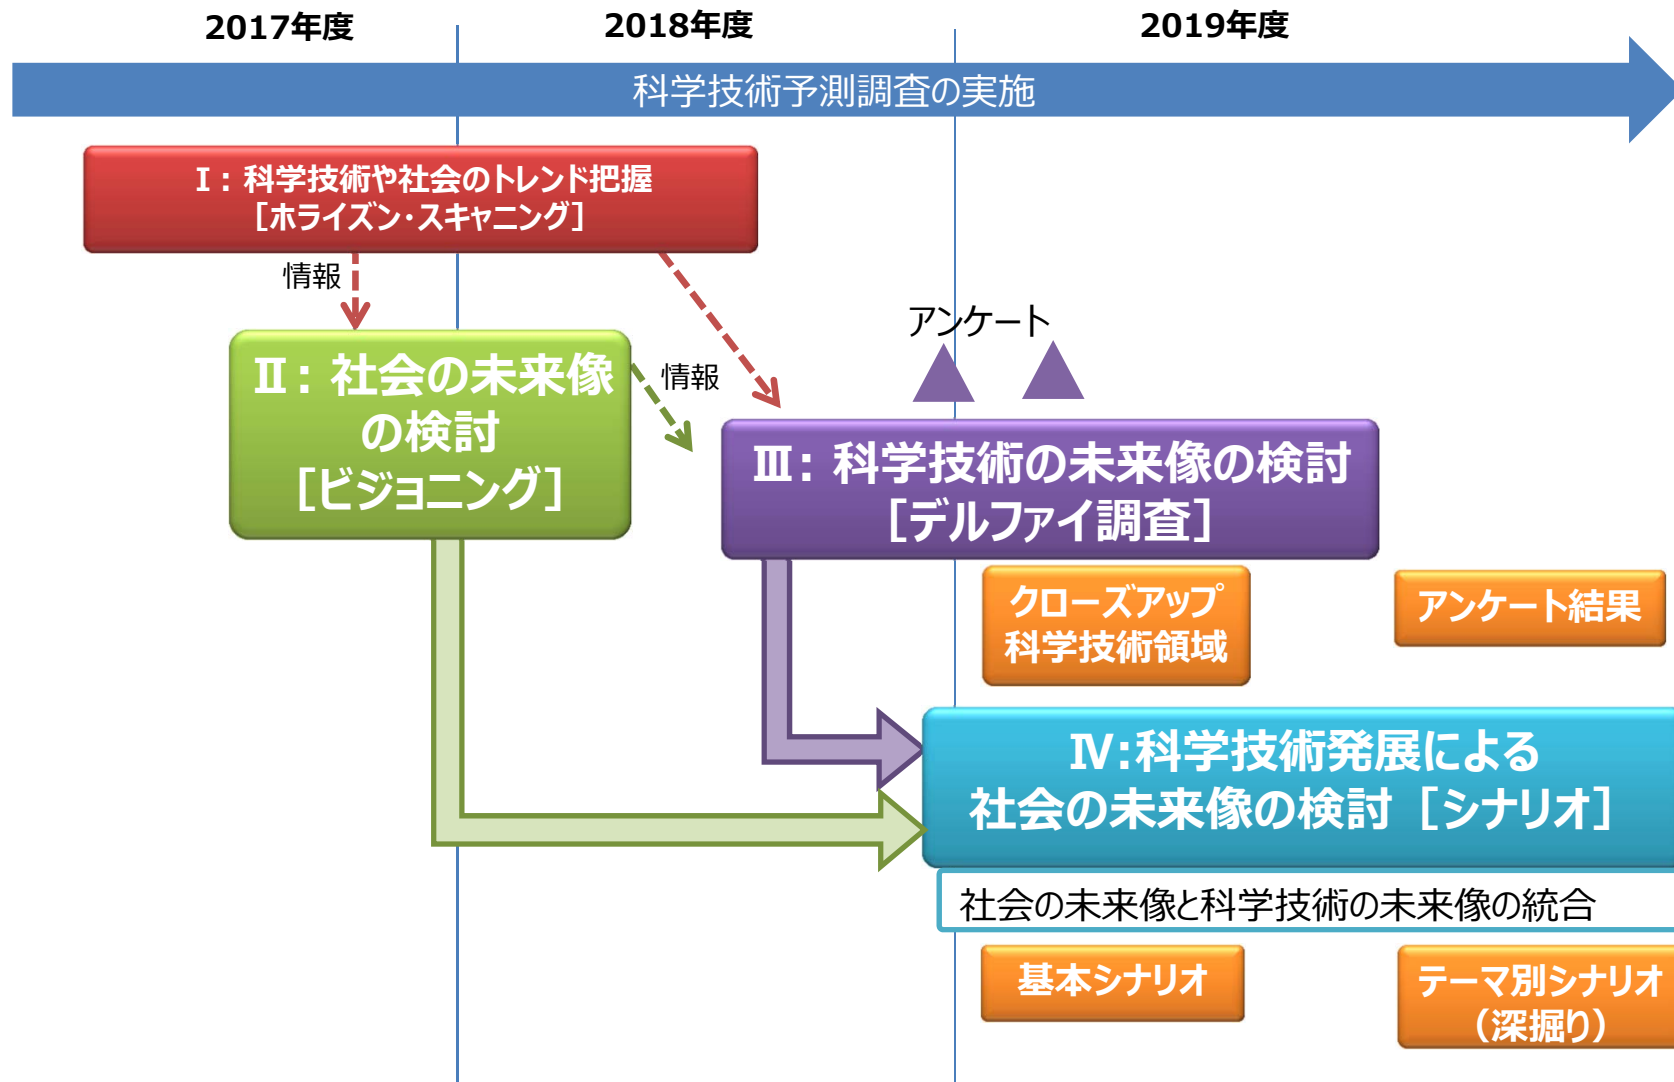 2017年度
2018年度
2019年度
科学技術予測調査の実施
Ⅰ：科学技術や社会のトレンド把握
［ホライズン・スキャニング］
情報
アンケート
Ⅱ：社会の未来像
の検討
［ビジョニング］
情報
Ⅲ：科学技術の未来像の検討
［デルファイ調査］
クローズアップ
科学技術領域
アンケート結果
Ⅳ:科学技術発展による
社会の未来像の検討［シナリオ］
社会の未来像と科学技術の未来像の統合
基本シナリオ
テーマ別シナリオ
（深掘り）